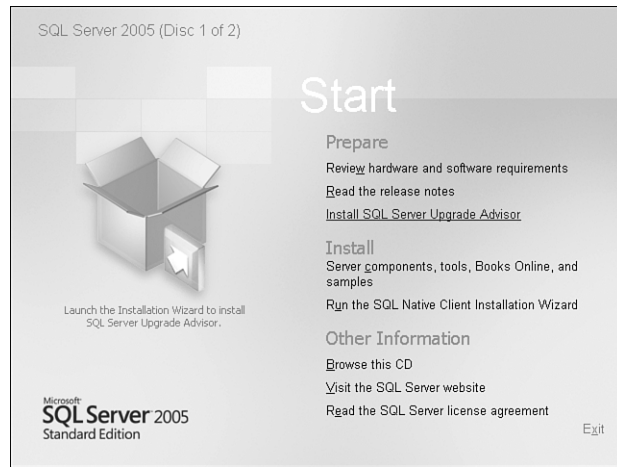 SQL Server 2005 (Disc 1 of 2)
Start
Prepare
Review hardware and software requirements
Read the release notes
Install SQL Server Upgrade Advisor
Install
Server components, tools, Books Online, and
samples
Run the SQL Native Client Installation Wizard
Other Information
Browse this CD
Visit the SQL Server website
Read the SQL Server license agreement
Exit
Launch the Installation Wizard to install
SQL Server Upgrade Advisor.
Microsoft
SQL Server 2005
Standard Edition